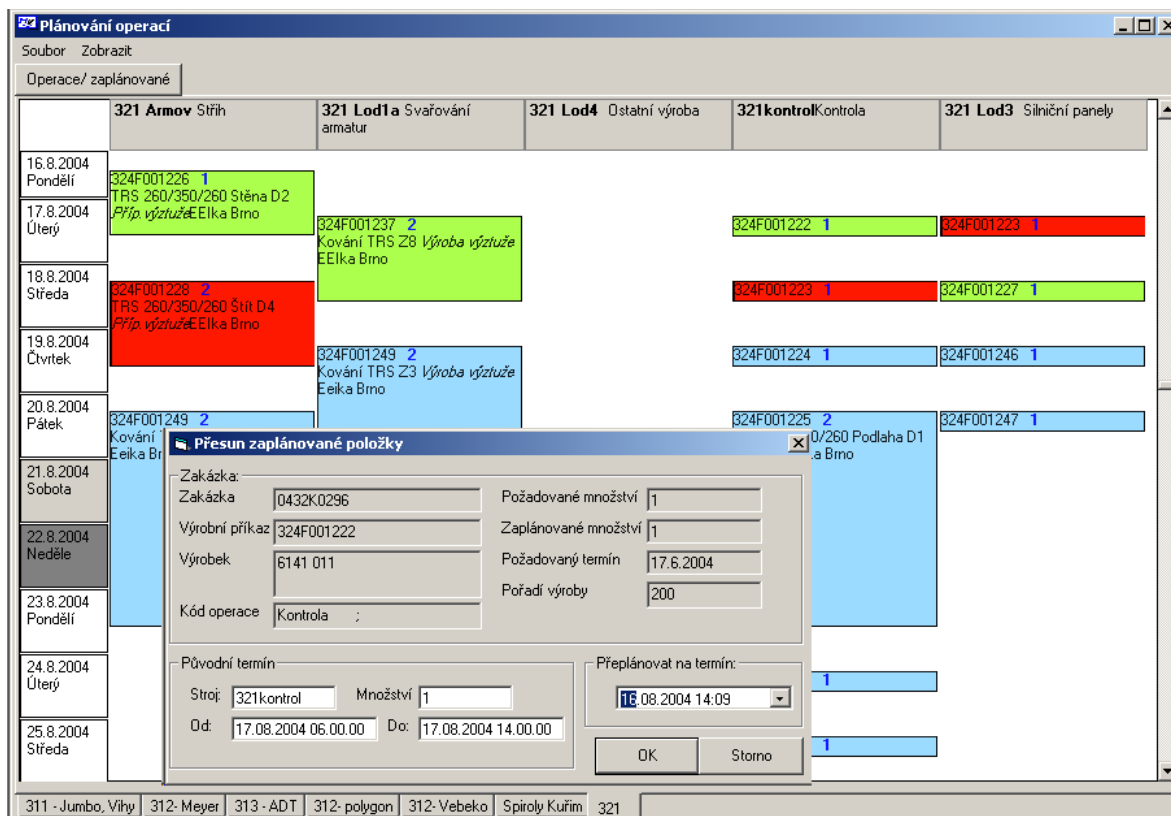 Plánování operací
Soubor Zobrazit
Operace/ zaplánované
321 Armov Střih
321 Lod1a Svařování
armatur
321 Lod4 Ostatní výroba
321kontrolKontrola
321 Lod3 Silniční panely
16.8.2004
Pondělí
324F001226 1
TRS 260/350/260 Stěna D2
Příp. výztužeEElka Brno
17.8.2004
Úterý
324F001237 2
Kování TRS Z8 Výroba výztuže
EElka Brno
324F001222 1
324F001223 1
18.8.2004
Středa
324F001228 2
TRS 260/350/260 Štít D4
Příp. výztužeEElka Brno
324F001223 1
324F001227 1
19.8.2004
Čtvrtek
324F001249 2
Kování TRS Z3 Výroba výztuže
Eeika Brno
324F001224 1
324F001246 1
20.8.2004
Pátek
324F001249 2
Kování
Eeika Br
324F001225 2
0/260 Podlaha D1
a Brno
324F001247 1
21.8.2004
Sobota
22.8.2004
Neděle
23.8.2004
Pondělí
24.8.2004
Úterý
1
25.8.2004
Středa
1
Přesun zaplánované položky
Zakázka:
Zakázka 0432K0296
Požadované množství 1
Výrobní příkaz 324F001222
Zaplánované množství 1
Výrobek 6141 011
Požadovaný termín 17.6.2004
Pořadí výroby 200
Kód operace Kontrola ;
Původní termín
Stroj: 321kontrol Množství 1
Od: 17.08.2004 06.00.00 Do: 17.08.2004 14.00.00
Přeplánovat na termín:
16.08.2004 14:09
OK Storno
311 - Jumbo, Vihy 312- Meyer 313 - ADT 312- polygon 312- Vebeko Spiroly Kuřim 321